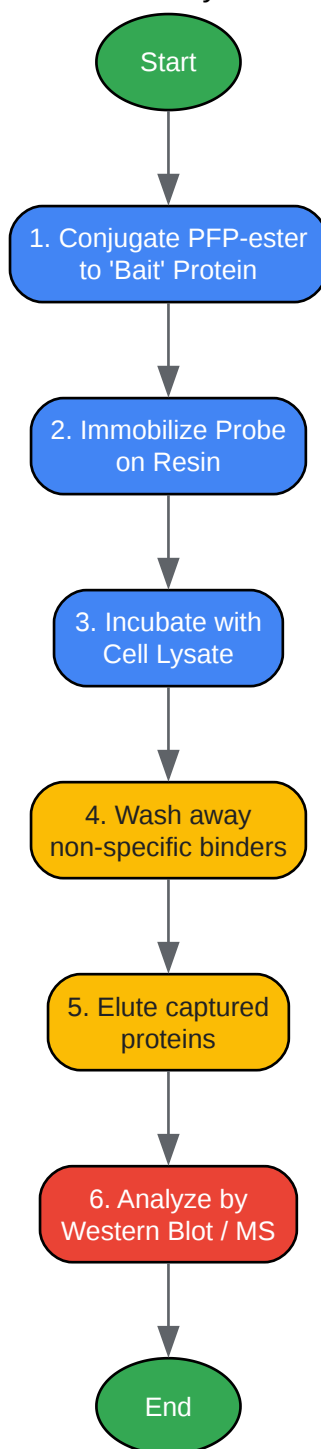 Start
1. Conjugate PFP-ester
to 'Bait' Protein
2. Immobilize Probe
on Resin
3. Incubate with
Cell Lysate
4. Wash away
non-specific binders
5. Elute captured
proteins
6. Analyze by
Western Blot / MS
End